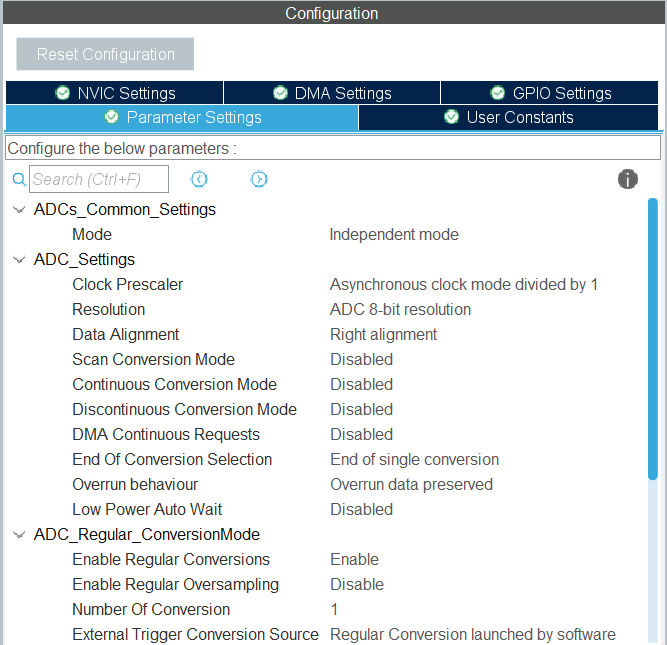 Configuration
Reset Configuration
NVIC Settings DMA Settings GPIO Settings
Parameter Settings User Constants
Configure the below parameters :
Search (Ctrl+F)
ADCs_Common_Settings
Mode Independent mode
ADC_Settings
Clock Prescaler Asynchronous clock mode divided by 1
Resolution ADC 8-bit resolution
Data Alignment Right alignment
Scan Conversion Mode Disabled
Continuous Conversion Mode Disabled
Discontinuous Conversion Mode Disabled
DMA Continuous Requests Disabled
End Of Conversion Selection End of single conversion
Overrun behaviour Overrun data preserved
Low Power Auto Wait Disabled
ADC_Regular_ConversionMode
Enable Regular Conversions Enable
Enable Regular Oversampling Disable
Number Of Conversion 1
External Trigger Conversion Source Regular Conversion launched by software